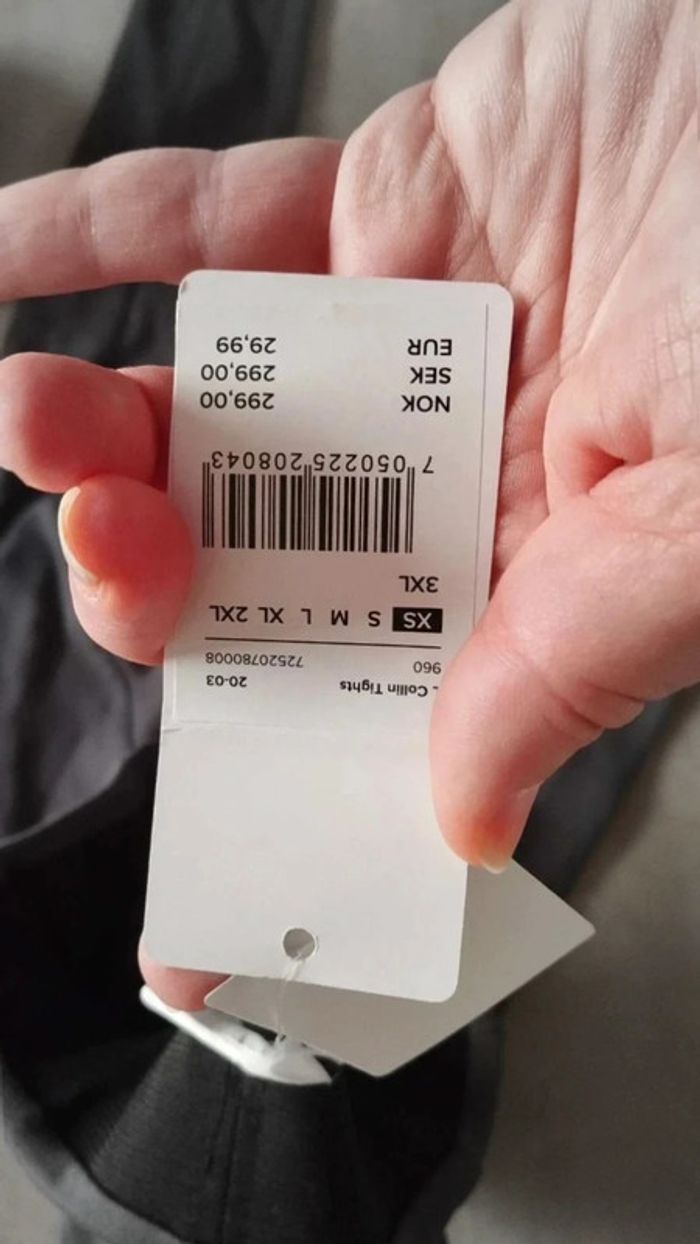 - Collin Tights 20-03
960 72520780008
XS S M L XL 2XL
3XL
7 050225 208043
NOK 299,00
SEK 299,00
EUR 29,99